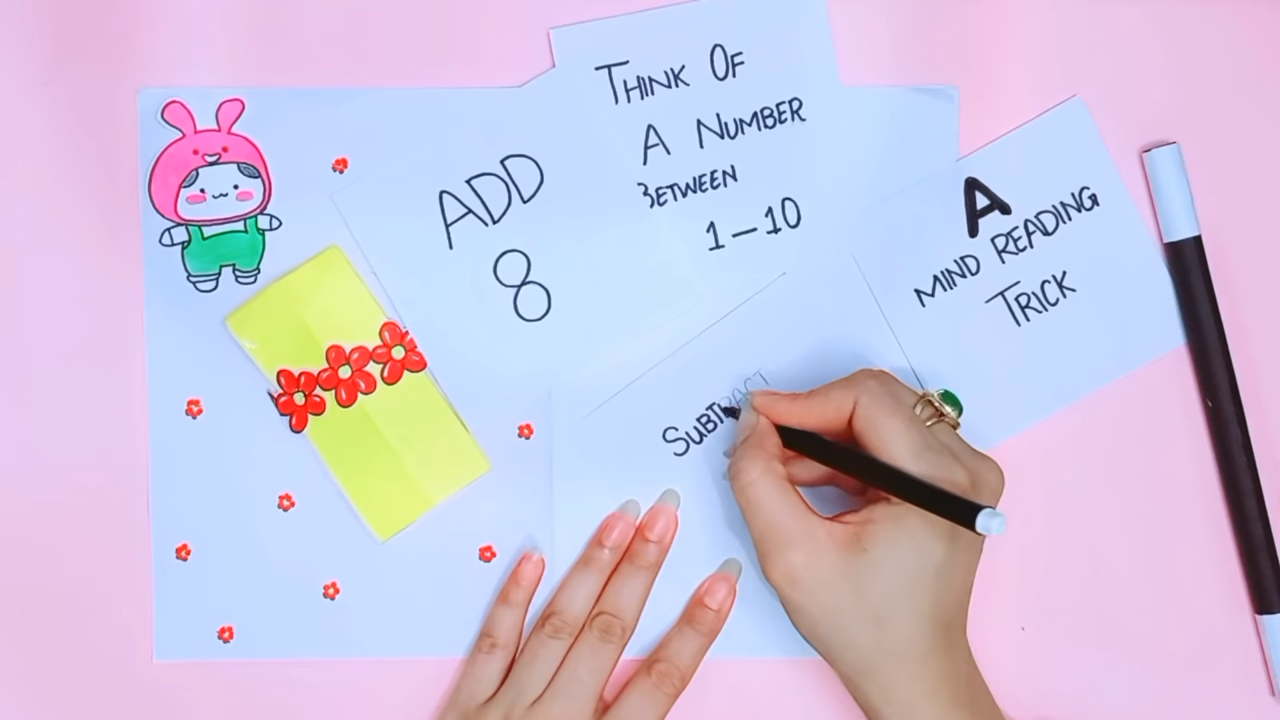 THINK OF
A NUMBER
BETWEEN
1-10
ADD
8
A
MIND READING
TRICK
SUBTRACT